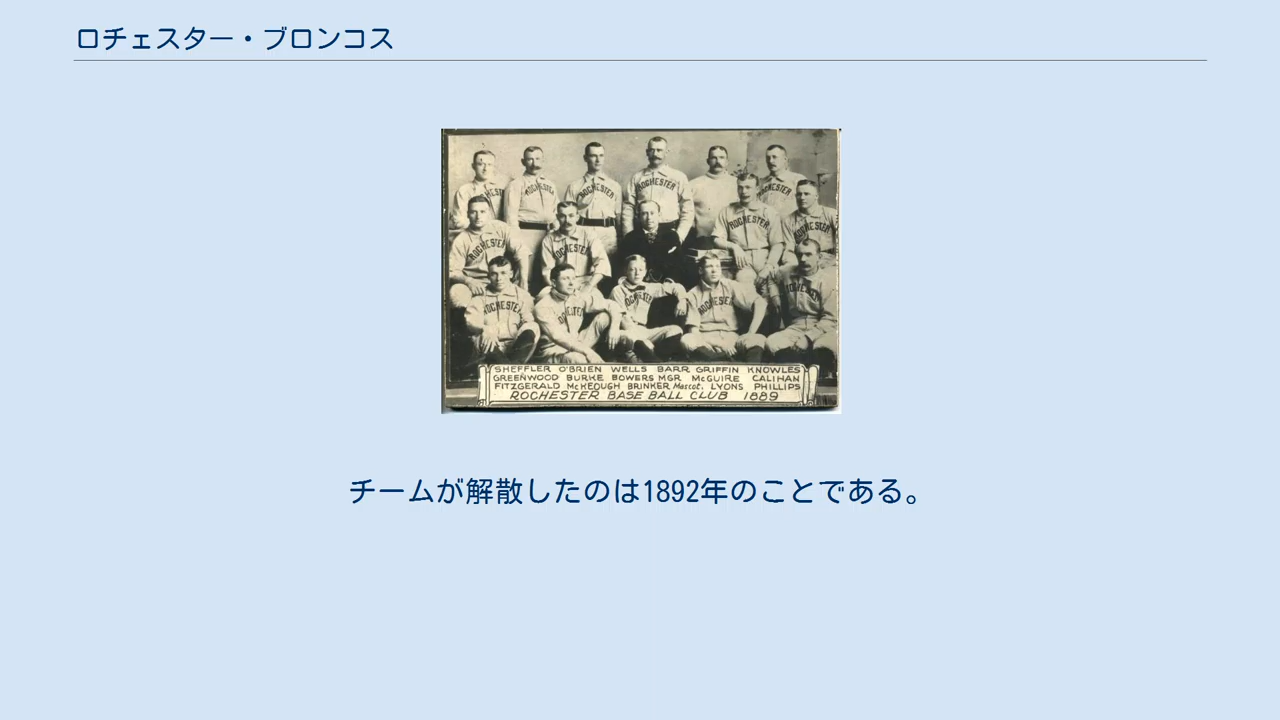 ロチェスター・ブロンコス
ROCHESTER
SHEFFLER O'BRIEN WELLS BARR GRIFFIN KNOWLES
GREENWOOD BURKE BOWERS MGR McGUIRE CALIHAN
FITZGERALD McKEOUGH BRINKER Mascot. LYONS PHILLIPS
ROCHESTER BASE BALL CLUB 1889
チームが解散したのは1892年のことである。